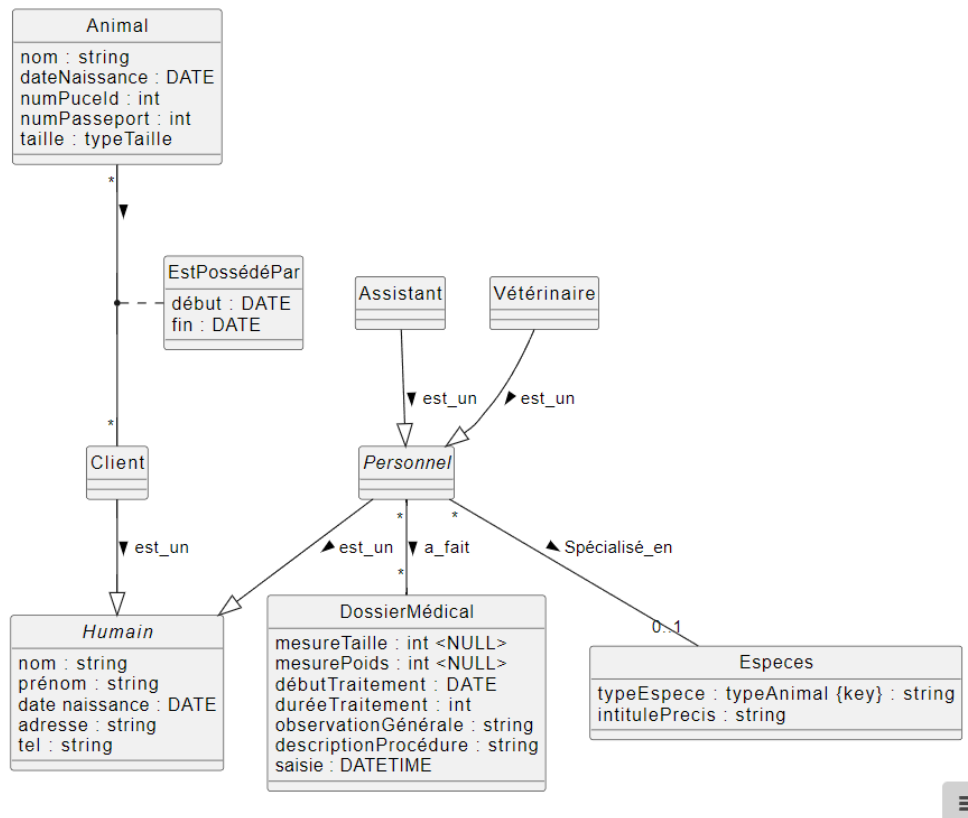 Animal
nom : string
dateNaissance : DATE
numPuceId : int
numPasseport : int
taille : typeTaille
*
EstPossédéPar
début : DATE
fin : DATE
Assistant
Vétérinaire
est_un
est_un
*
Client
Personnel
*
*
est_un
est_un
a_fait
Spécialisé_en
*
0..1
Humain
nom : string
prénom : string
date naissance : DATE
adresse : string
tel : string
DossierMédical
mesureTaille : int <NULL>
mesurePoids : int <NULL>
débutTraitement : DATE
duréeTraitement : int
observationGénérale : string
descriptionProcédure : string
saisie : DATETIME
Especes
typeEspece : typeAnimal {key} : string
intitulePrecis : string